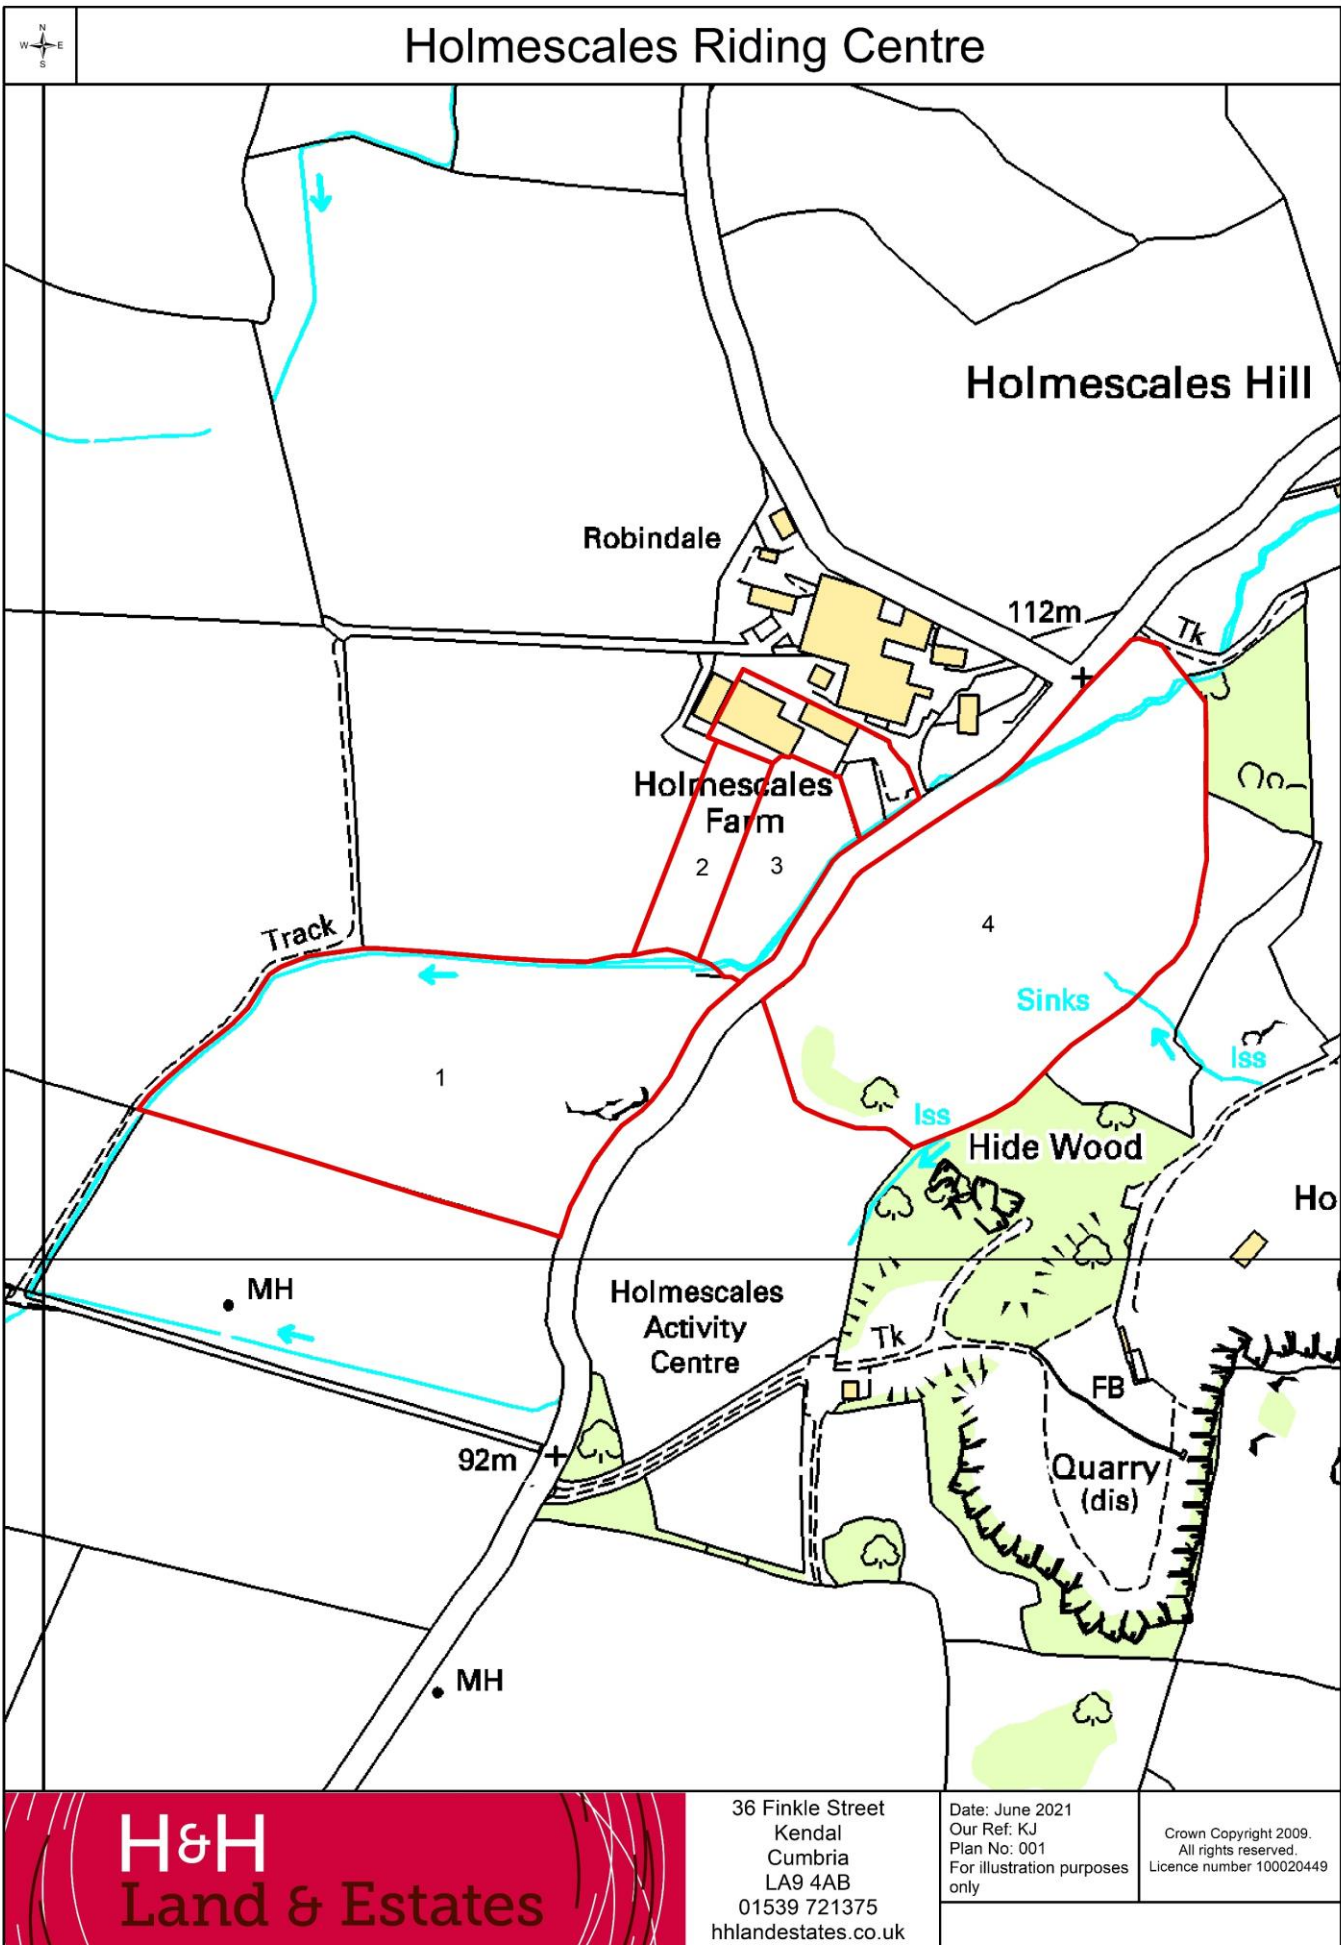 N
W E
S
Holmescales Riding Centre
Holmescales Hill
Robindale
112m
Tk
Holmescales
Farm
2
3
4
Track
Sinks
1
Iss
Iss
Hide Wood
Ho
MH
Holmescales
Activity
Centre
Tk
FB
92m
Quarry
(dis)
MH
H&H
Land & Estates
36 Finkle Street
Kendal
Cumbria
LA9 4AB
01539 721375
hhlandestates.co.uk
Date: June 2021
Our Ref: KJ
Plan No: 001
For illustration purposes
only
Crown Copyright 2009.
All rights reserved.
Licence number 100020449